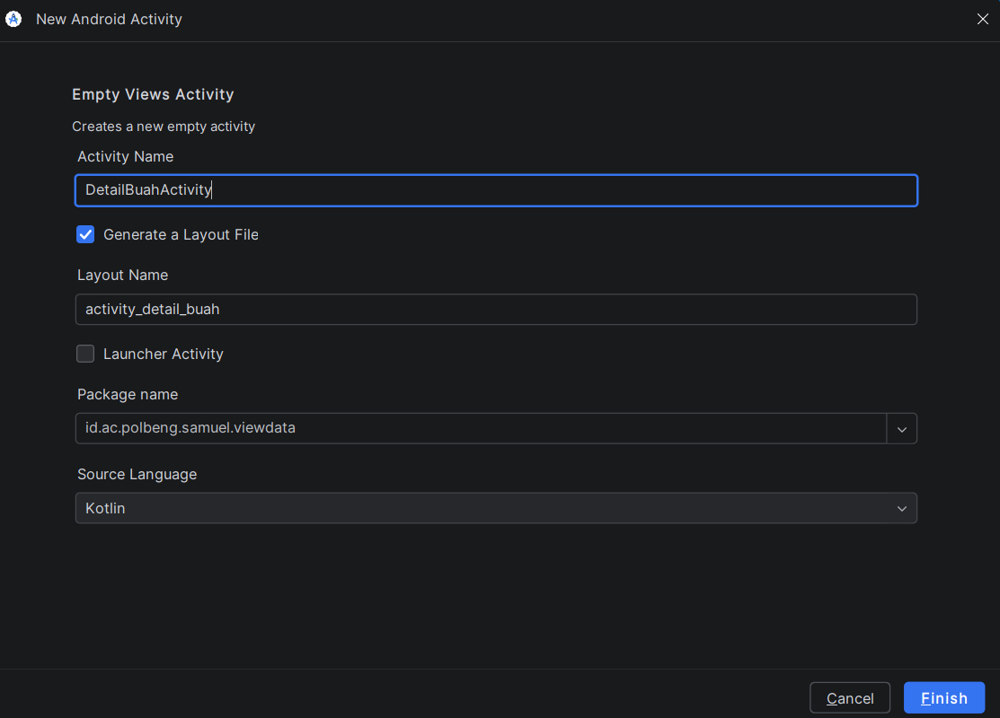 New Android Activity
Empty Views Activity
Creates a new empty activity
Activity Name
DetailBuahActivity
Generate a Layout File
Layout Name
activity_detail_buah
Launcher Activity
Package name
id.ac.polbeng.samuel.viewdata
Source Language
Kotlin
Cancel
Finish